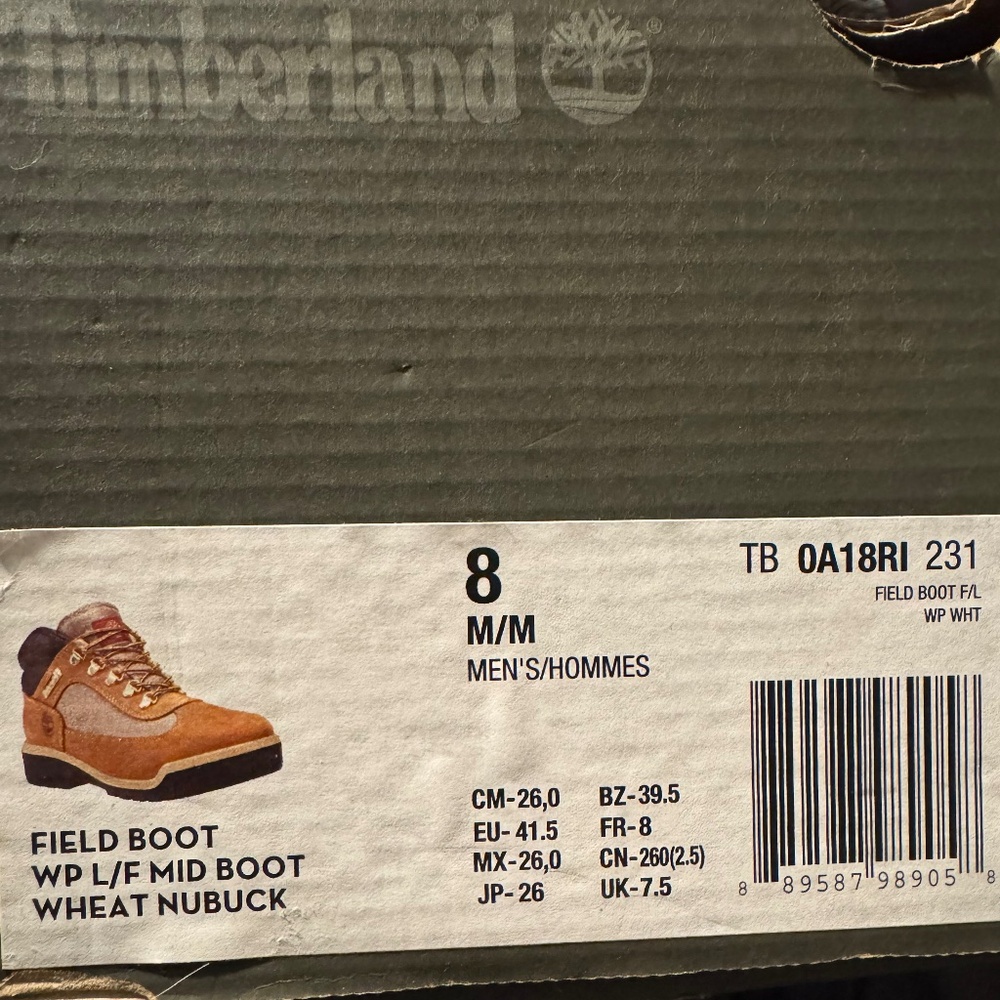 Timberland ®
®
8
M/M
MEN'S/HOMMES
TB 0A18RI 231
FIELD BOOT F/L
WP WHT
FIELD BOOT
WP L/F MID BOOT
WHEAT NUBUCK
CM-26,0 BZ-39.5
EU-41.5 FR-8
MX-26,0 CN-260(2.5)
JP-26 UK-7.5
8 89587 98905 8